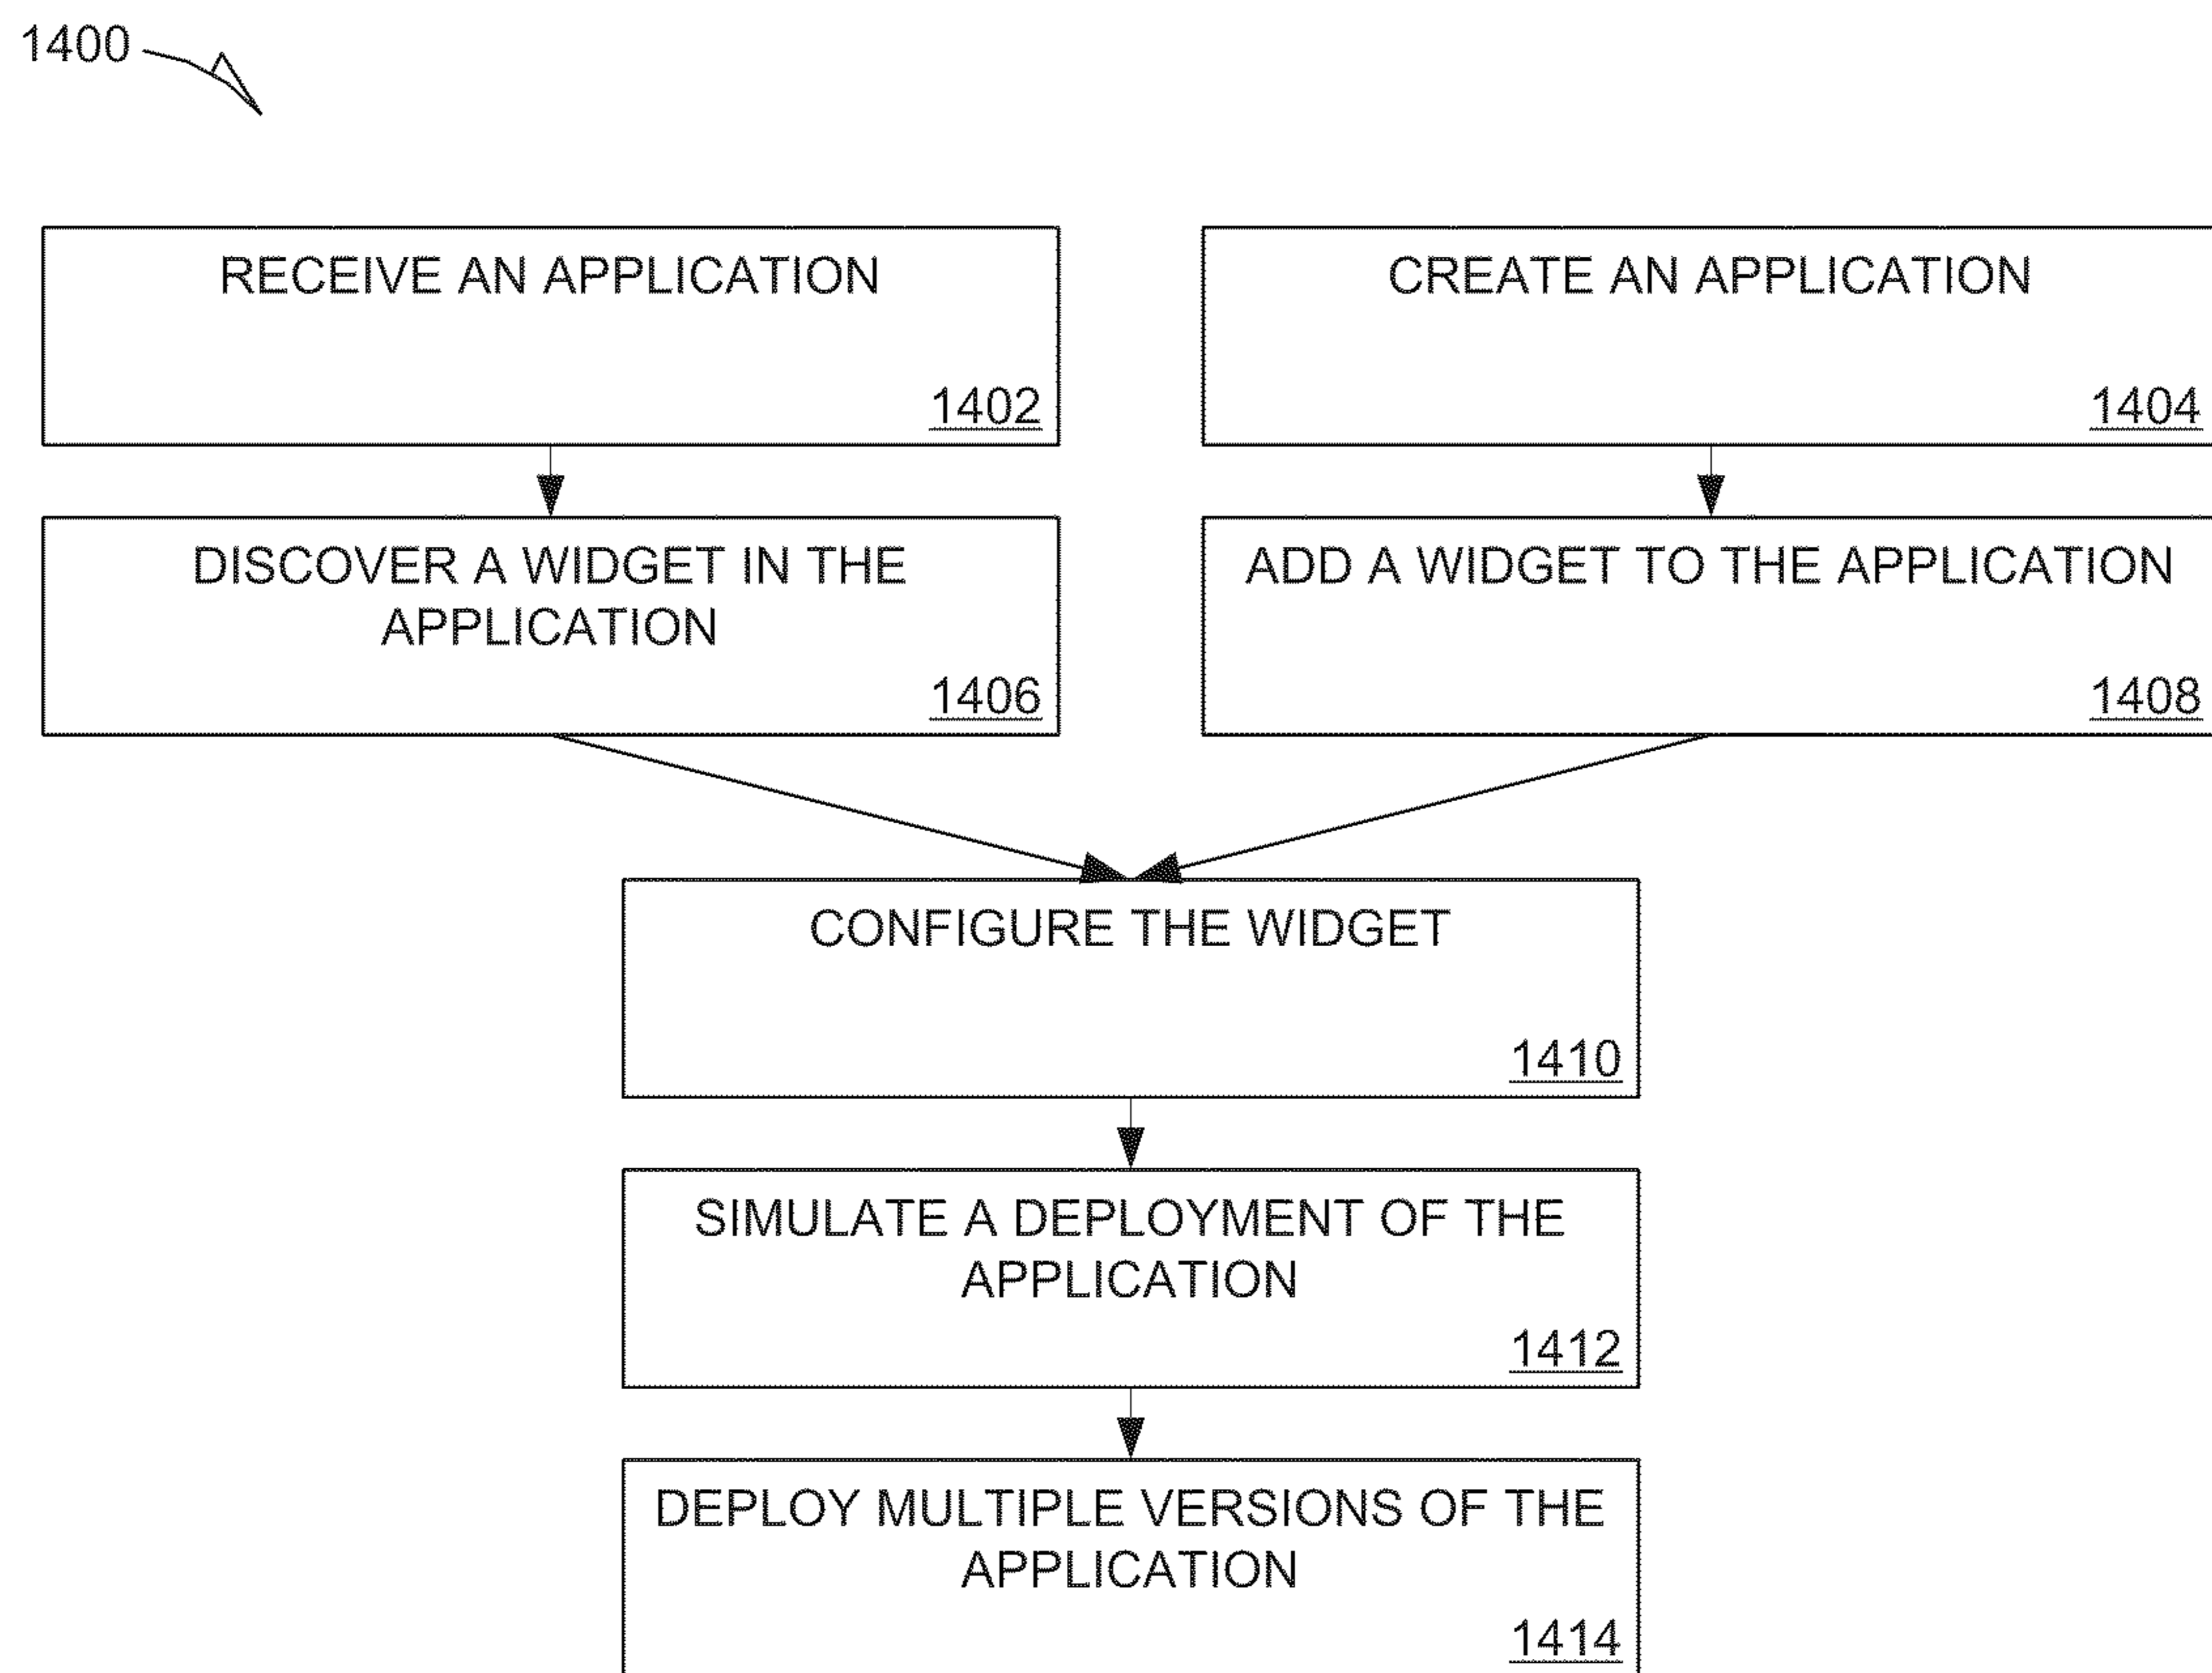 1400
RECEIVE AN APPLICATION
1402
CREATE AN APPLICATION
1404
DISCOVER A WIDGET IN THE
APPLICATION
1406
ADD A WIDGET TO THE APPLICATION
1408
CONFIGURE THE WIDGET
1410
SIMULATE A DEPLOYMENT OF THE
APPLICATION
1412
DEPLOY MULTIPLE VERSIONS OF THE
APPLICATION
1414